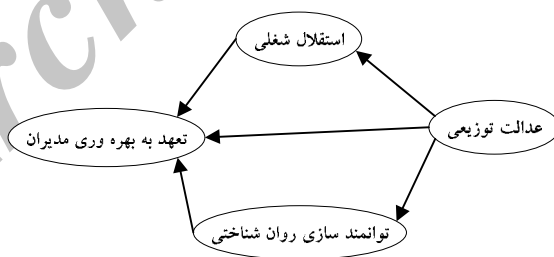 استقلال شغلی
عدالت توزیعی
تعهد به بهره وری مدیران
توانمند سازی روان شناختی